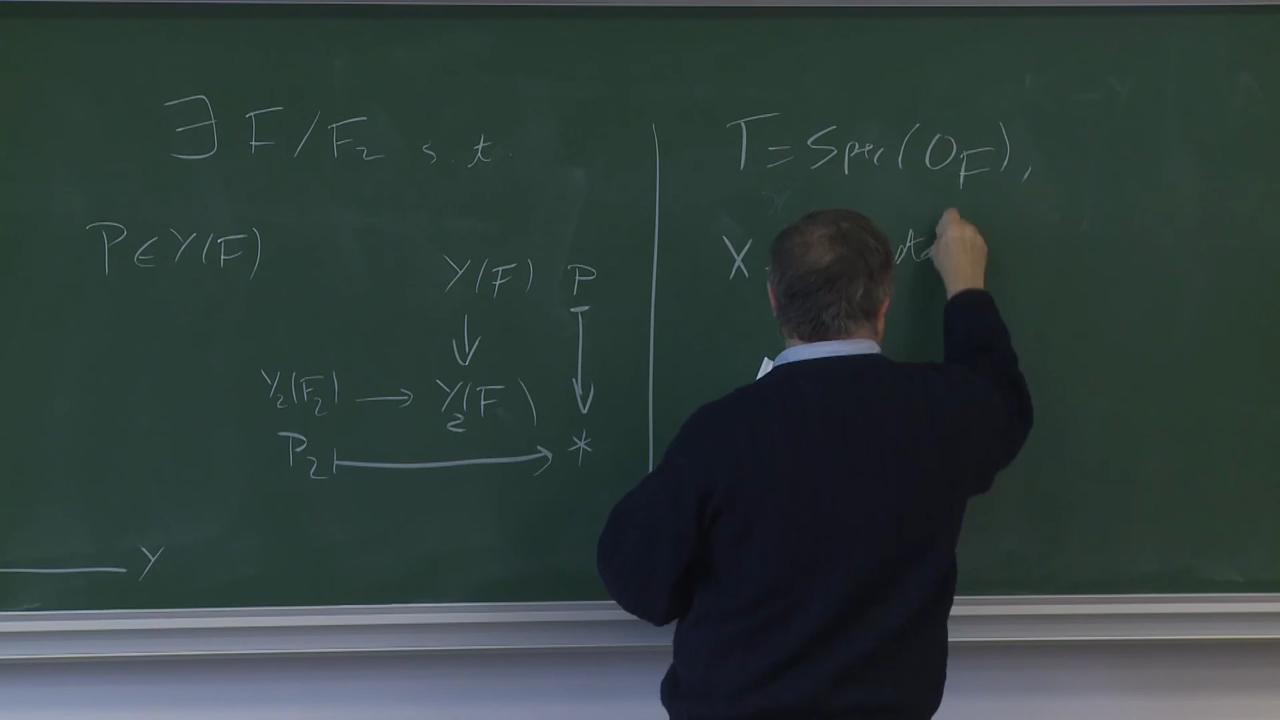 ∃ F/F₂ s.t.
P ∈ Y(F)
Y(F) P
↓ ↓
Y₂(F₂) → Y₂(F)
P₂ ⟼ *
Y
T = Spec(O_F),
X